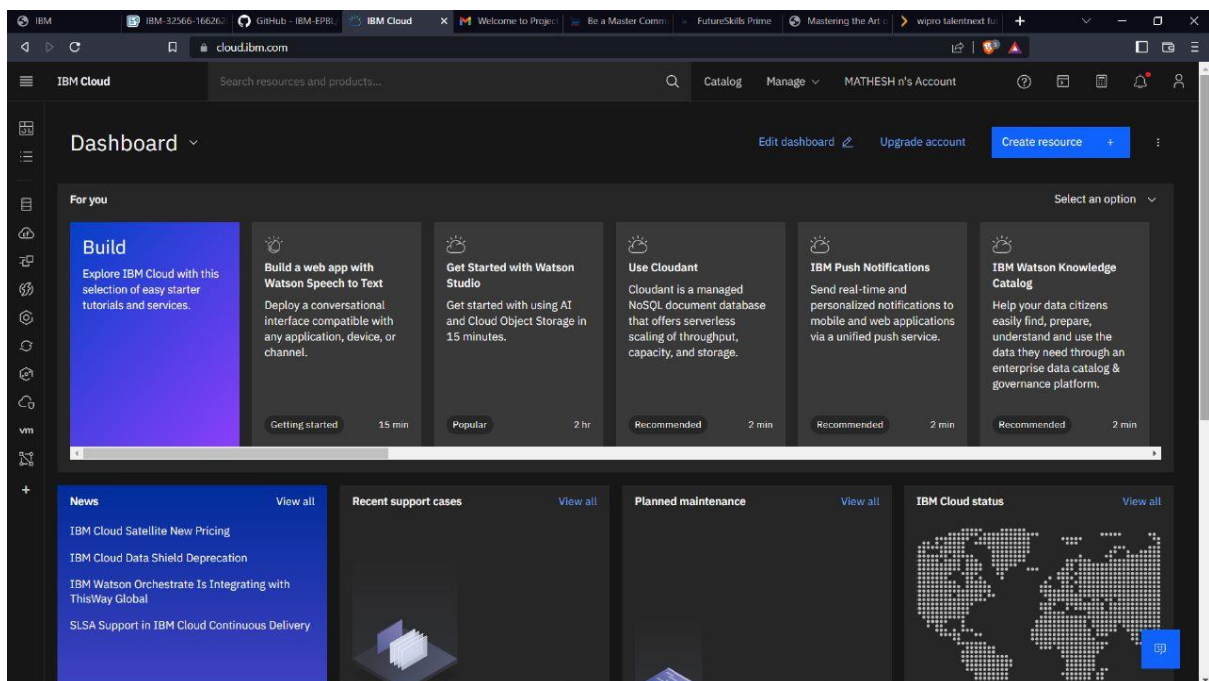 IBM
IBM-32566-16626
GitHub - IBM-EPBL/
IBM Cloud
Welcome to Project
Be a Master Comm
FutureSkills Prime
Mastering the Art o
wipro talentnext fut
cloud.ibm.com
IBM Cloud
Search resources and products...
Catalog
Manage
MATHESH n's Account
Dashboard
Edit dashboard
Upgrade account
Create resource +
For you
Select an option
Build
Explore IBM Cloud with this
selection of easy starter
tutorials and services.
Build a web app with
Watson Speech to Text
Deploy a conversational
interface compatible with
any application, device, or
channel.
Getting started
15 min
Get Started with Watson
Studio
Get started with using AI
and Cloud Object Storage in
15 minutes.
Popular
2 hr
Use Cloudant
Cloudant is a managed
NoSQL document database
that offers serverless
scaling of throughput,
capacity, and storage.
Recommended
2 min
IBM Push Notifications
Send real-time and
personalized notifications to
mobile and web applications
via a unified push service.
Recommended
2 min
IBM Watson Knowledge
Catalog
Help your data citizens
easily find, prepare,
understand and use the
data they need through an
enterprise data catalog &
governance platform.
Recommended
2 min
vm
News
View all
IBM Cloud Satellite New Pricing
IBM Cloud Data Shield Deprecation
IBM Watson Orchestrate Is Integrating with
ThisWay Global
SLSA Support in IBM Cloud Continuous Delivery
Recent support cases
View all
Planned maintenance
View all
IBM Cloud status
View all